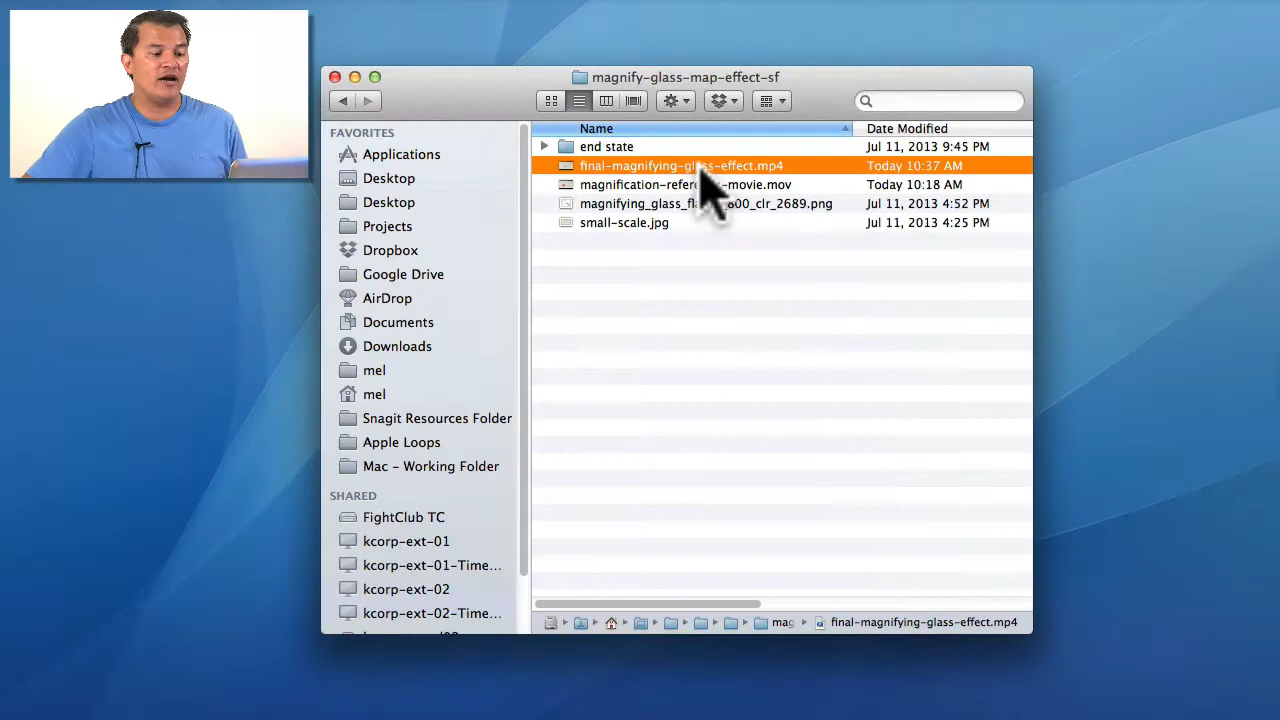 magnify-glass-map-effect-sf
FAVORITES
Applications
Desktop
Desktop
Projects
Dropbox
Google Drive
AirDrop
Documents
Downloads
mel
mel
Snagit Resources Folder
Apple Loops
Mac - Working Folder
SHARED
FightClub TC
kcorp-ext-01
kcorp-ext-01-Time...
kcorp-ext-02
kcorp-ext-02-Time...
Name Date Modified
end state Jul 11, 2013 9:45 PM
final-magnifying-glass-effect.mp4 Today 10:37 AM
-movie.mov Today 10:18 AM
800_clr_2689.png Jul 11, 2013 4:52 PM
small-scale.jpg Jul 11, 2013 4:25 PM
mag final-magnifying-glass-effect.mp4